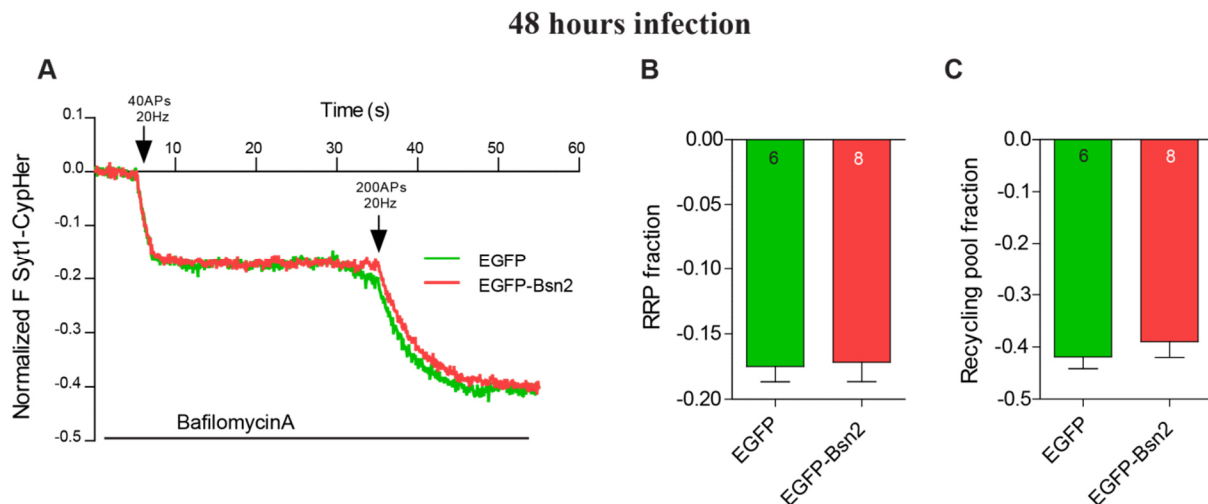 48 hours infection
A
40APs
20Hz
Time (s)
0.1
0.0
-0.1
-0.2
-0.3
-0.4
-0.5
10
20
30
40
50
60
200APs
20Hz
EGFP
EGFP-Bsn2
Normalized F Syt1-CypHer
BafilomycinA
B
0.00
-0.05
-0.10
-0.15
-0.20
RRP fraction
6
8
EGFP
EGFP-Bsn2
C
0.0
-0.1
-0.2
-0.3
-0.4
-0.5
Recycling pool fraction
6
8
EGFP
EGFP-Bsn2